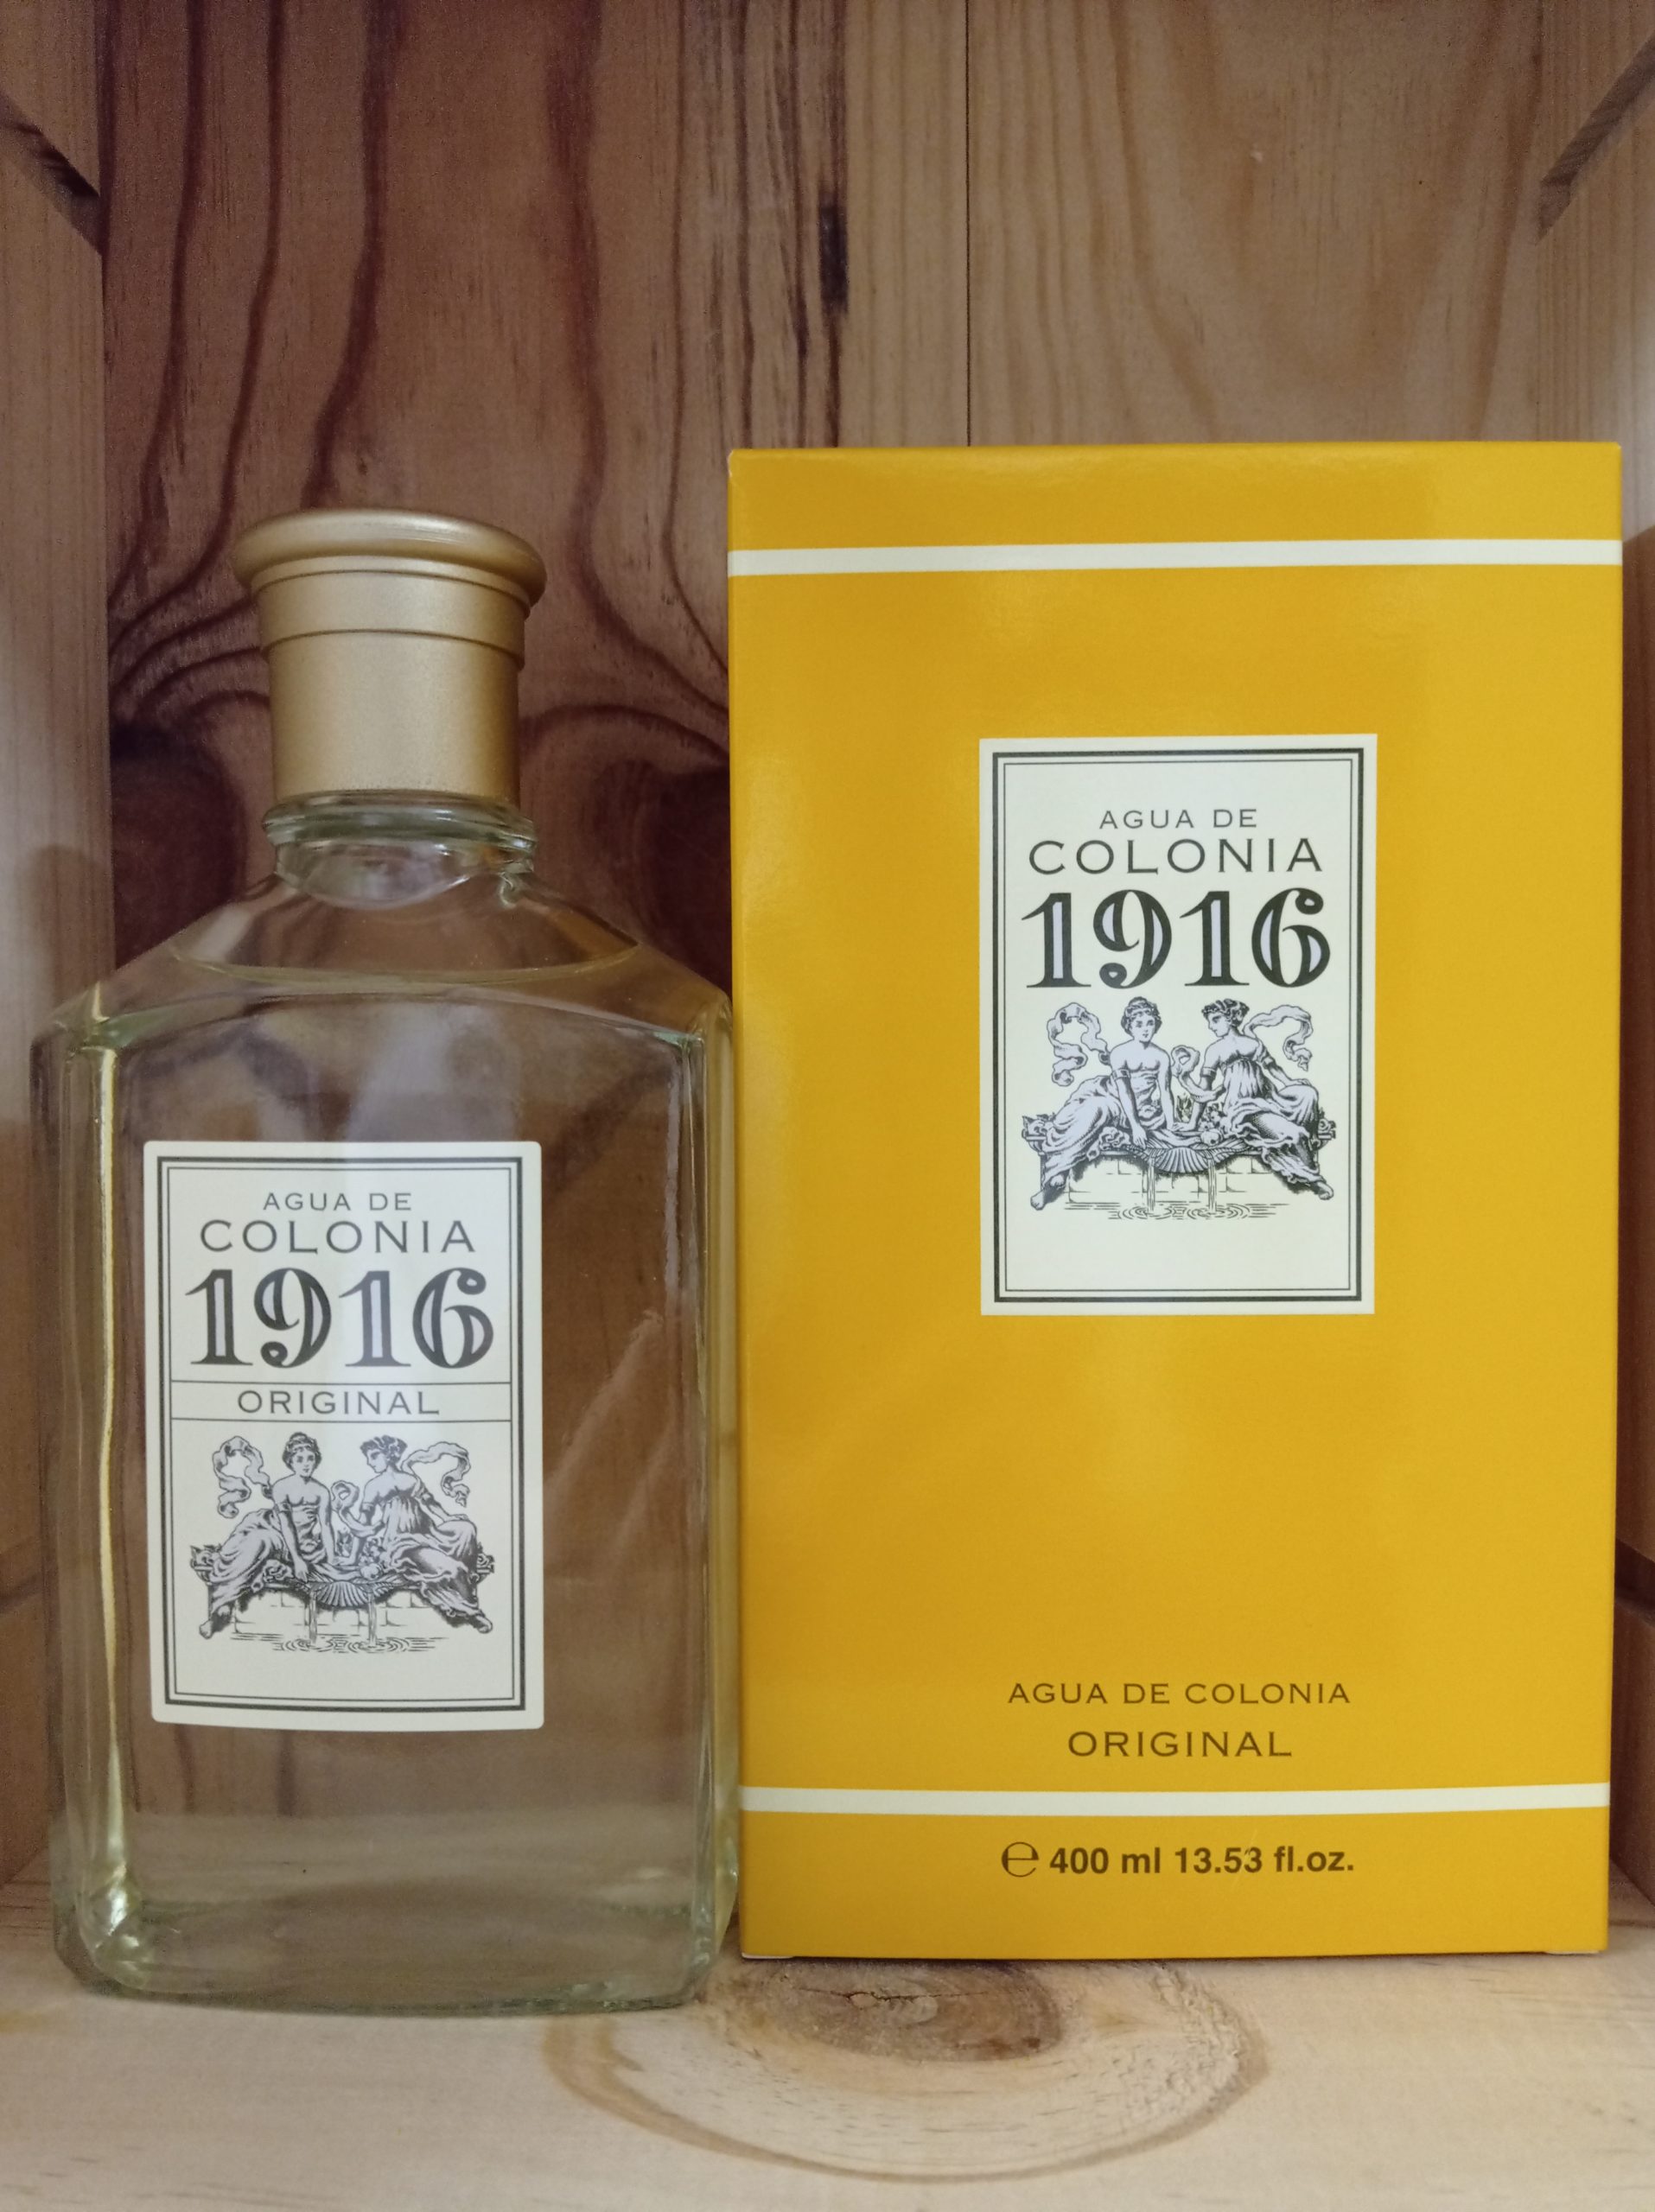 AGUA DE
COLONIA
1916
ORIGINAL
AGUA DE
COLONIA
1916
AGUA DE COLONIA
ORIGINAL
℮ 400 ml 13.53 fl.oz.